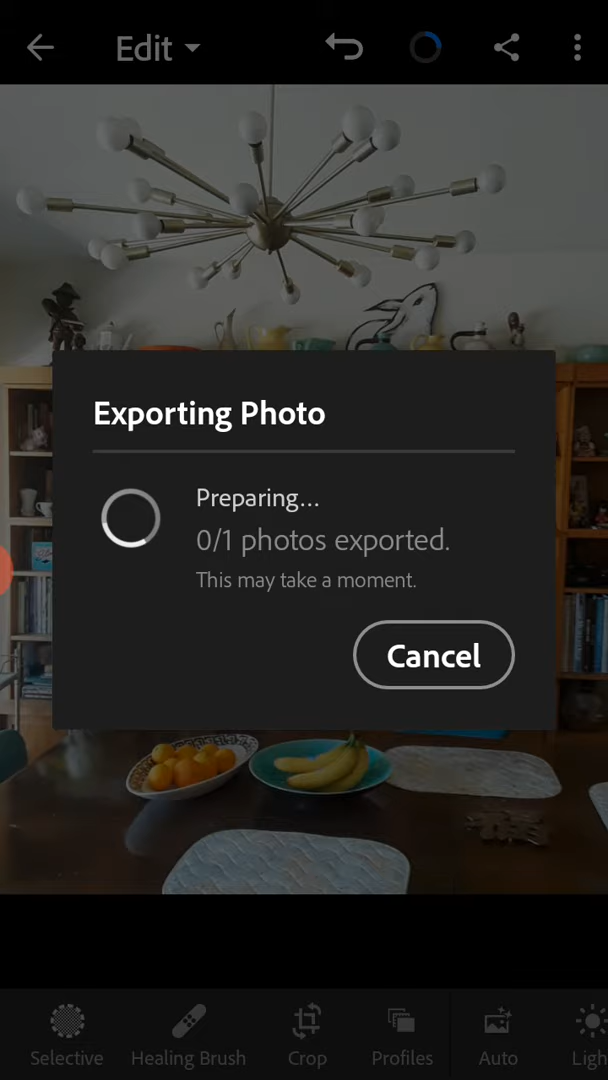 Edit
Exporting Photo
Preparing...
0/1 photos exported.
This may take a moment.
Cancel
Selective
Healing Brush
Crop
Profiles
Auto
Ligh